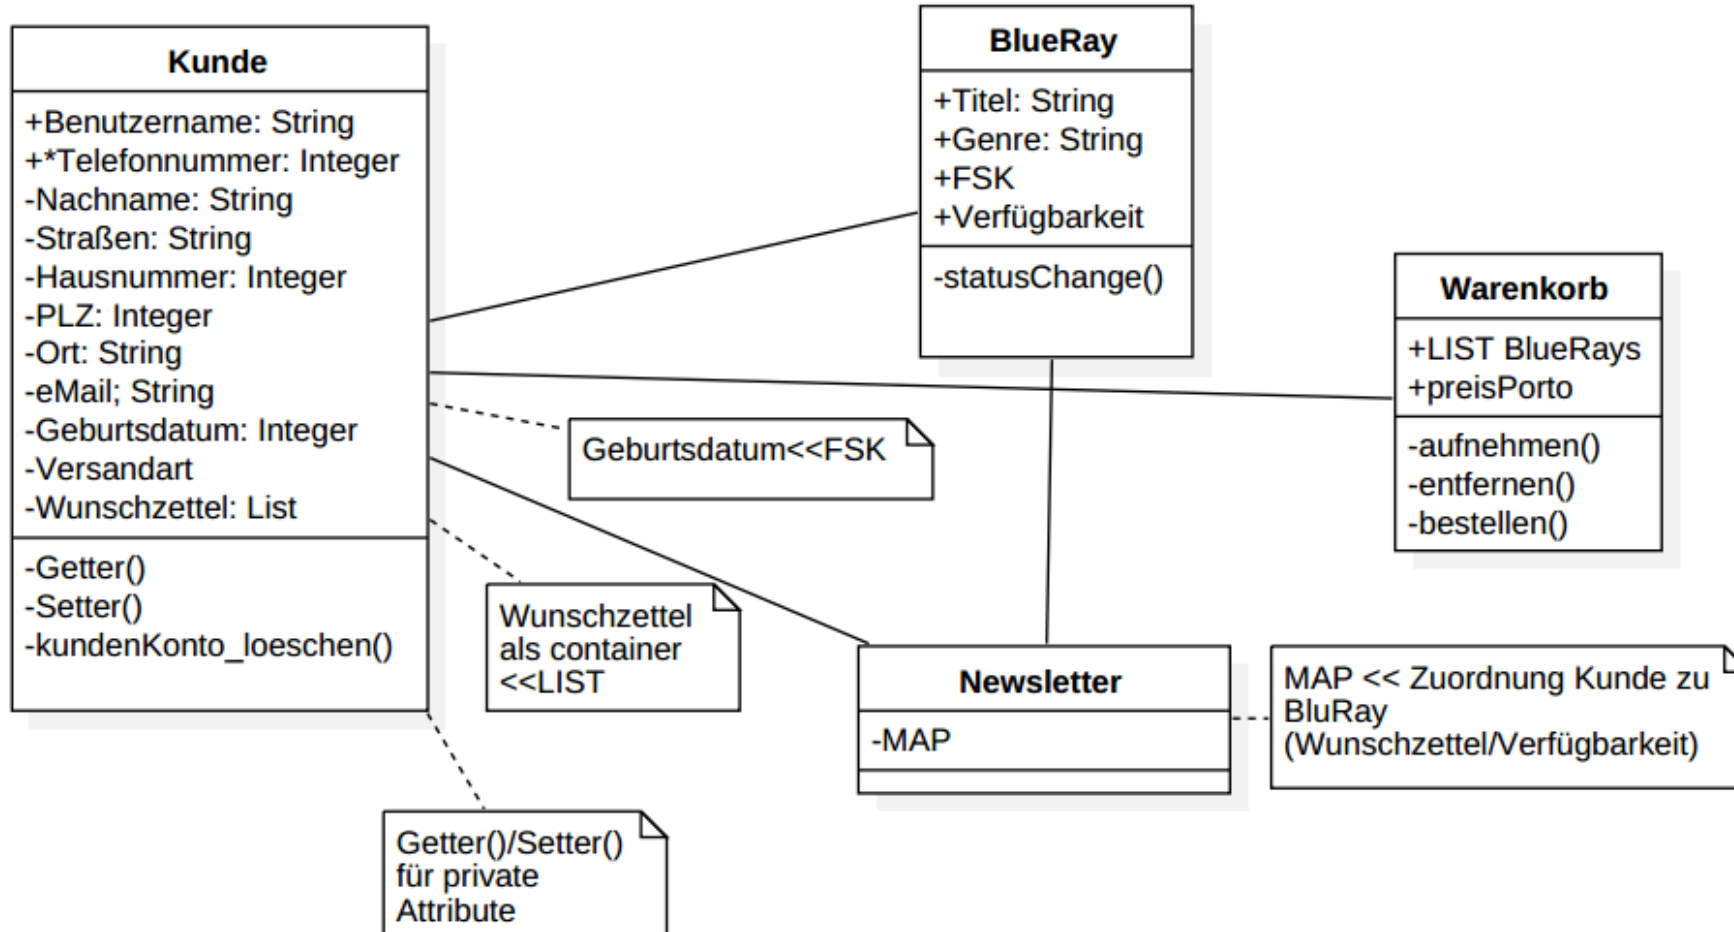 Kunde
+Benutzername: String
+*Telefonnummer: Integer
-Nachname: String
-Straßen: String
-Hausnummer: Integer
-PLZ: Integer
-Ort: String
-eMail; String
-Geburtsdatum: Integer
-Versandart
-Wunschzettel: List
-Getter()
-Setter()
-kundenKonto_loeschen()
BlueRay
+Titel: String
+Genre: String
+FSK
+Verfügbarkeit
-statusChange()
Warenkorb
+LIST BlueRays
+preisPorto
-aufnehmen()
-entfernen()
-bestellen()
Geburtsdatum<<FSK
Wunschzettel
als container
<<LIST
Newsletter
-MAP
MAP << Zuordnung Kunde zu
BluRay
(Wunschzettel/Verfügbarkeit)
Getter()/Setter()
für private
Attribute